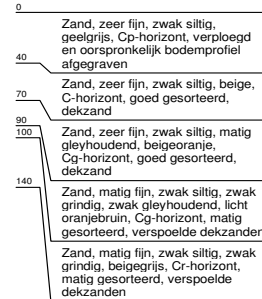 0
Zand, zeer fijn, zwak siltig,
geelgrijs, Cp-horizont, verploegd
en oorspronkelijk bodemprofiel
afgegraven
40
Zand, zeer fijn, zwak siltig, beige,
C-horizont, goed gesorteerd,
dekzand
70
Zand, zeer fijn, zwak siltig, matig
gleyhoudend, beigeoranje,
Cg-horizont, goed gesorteerd,
dekzand
90
100
Zand, matig fijn, zwak siltig, zwak
grindig, zwak gleyhoudend, licht
oranjebruin, Cg-horizont, matig
gesorteerd, verspoelde dekzanden
140
Zand, matig fijn, zwak siltig, zwak
grindig, beigegrijs, Cr-horizont,
matig gesorteerd, verspoelde
dekzanden